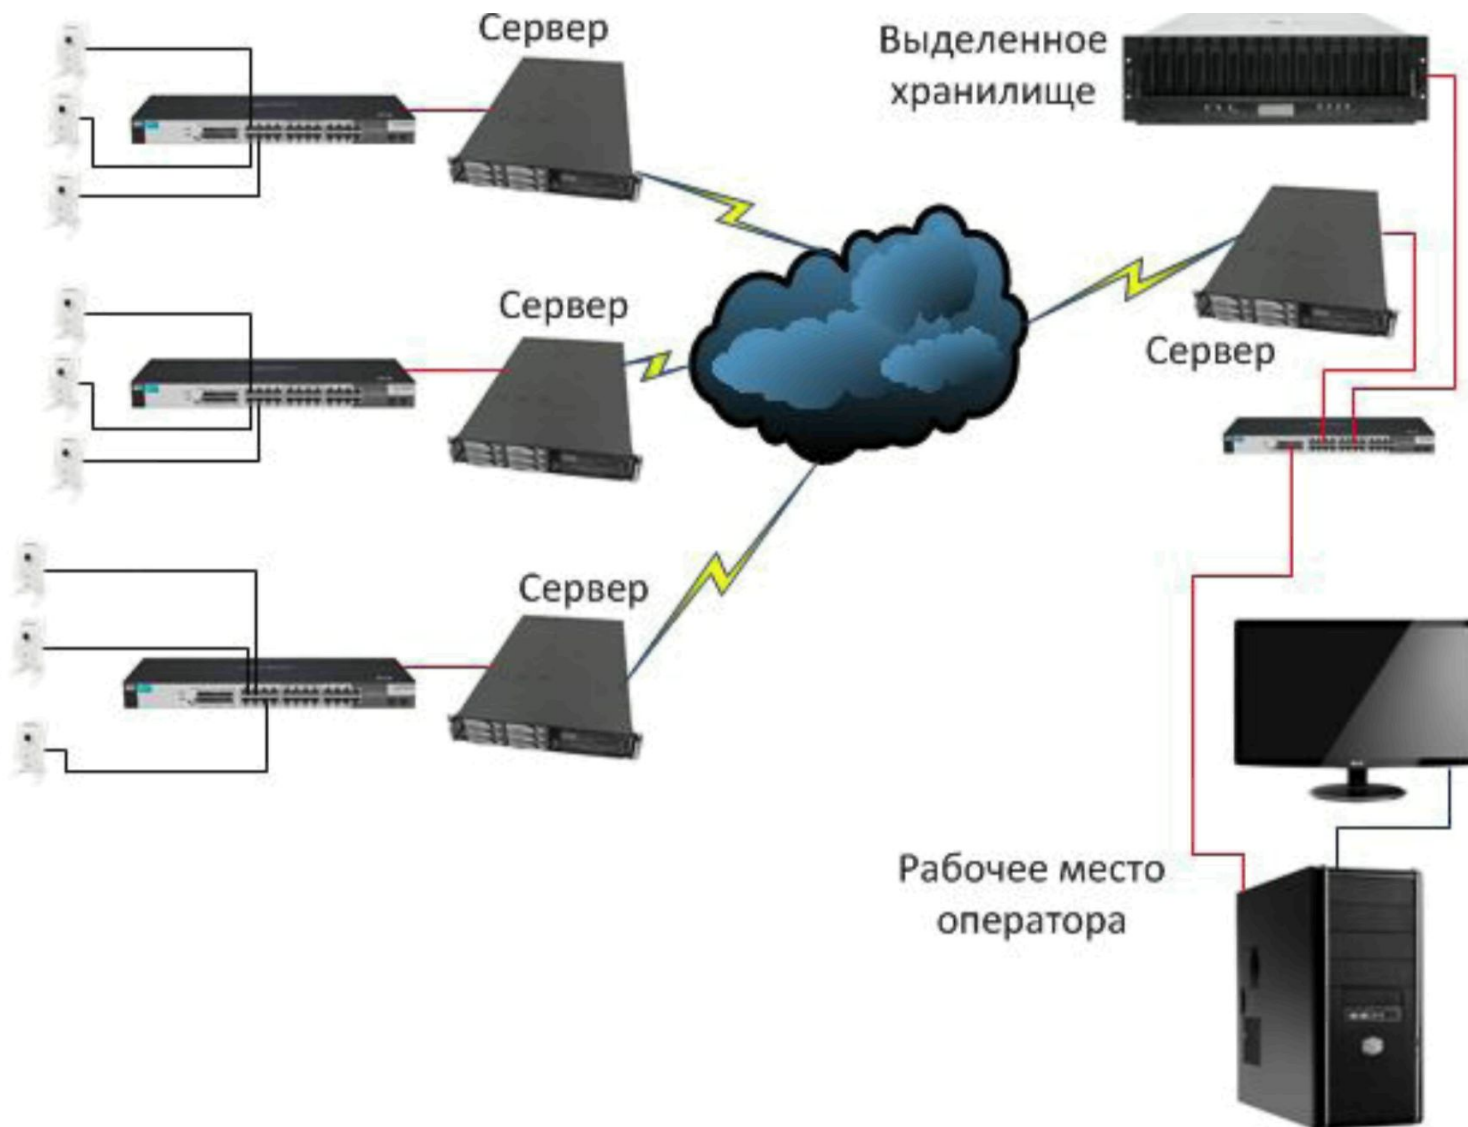 Сервер
Выделенное
хранилище
Сервер
Сервер
Сервер
Рабочее место
оператора